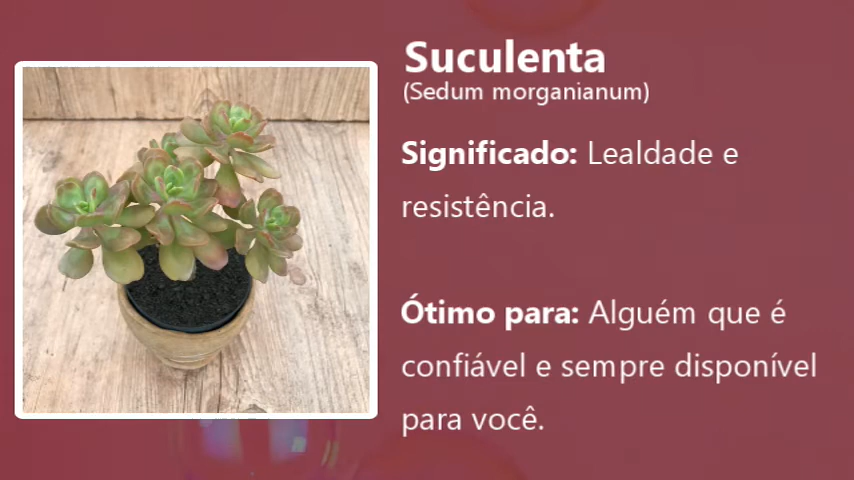 Suculenta
(Sedum morganianum)
Significado: Lealdade e
resistência.
Ótimo para: Alguém que é
confiável e sempre disponível
para você.